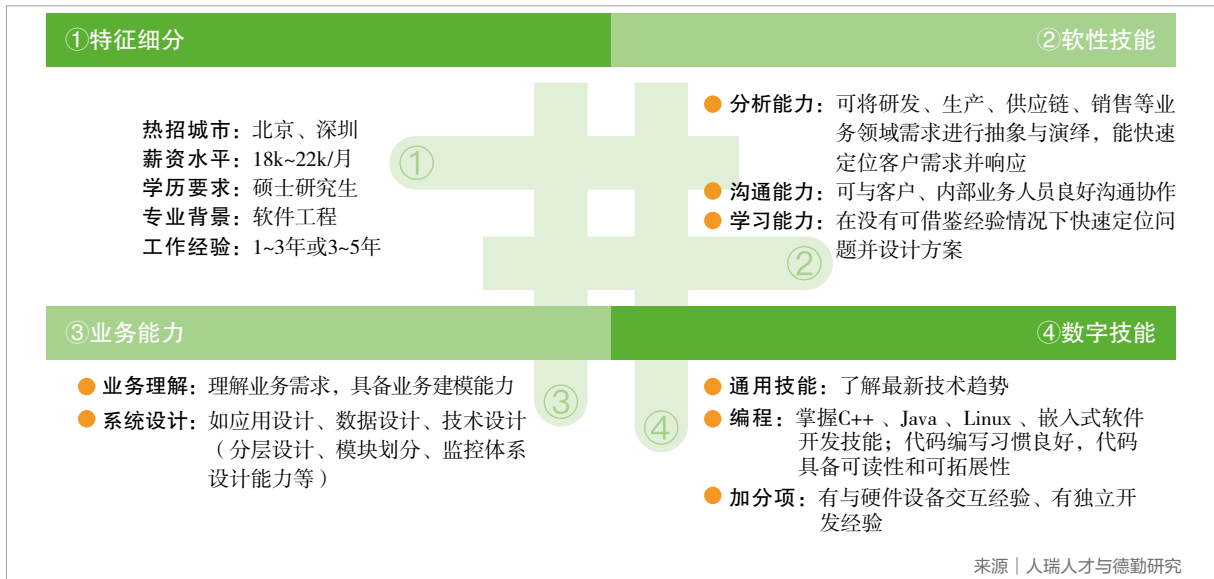 ①特征细分
②软性技能
热招城市：北京、深圳
薪资水平：18k~22k/月
学历要求：硕士研究生
专业背景：软件工程
工作经验：1~3年或3~5年
①
分析能力：可将研发、生产、供应链、销售等业
务领域需求进行抽象与演绎，能快速
定位客户需求并响应
沟通能力：可与客户、内部业务人员良好沟通协作
学习能力：在没有可借鉴经验情况下快速定位问
题并设计方案
②
③业务能力
④数字技能
业务理解：理解业务需求，具备业务建模能力
系统设计：如应用设计、数据设计、技术设计
（分层设计、模块划分、监控体系
设计能力等）
③
④
通用技能：了解最新技术趋势
编程：掌握C++ 、Java 、Linux 、嵌入式软件
开发技能；代码编写习惯良好，代码
具备可读性和可拓展性
加分项：有与硬件设备交互经验、有独立开
发经验
来源｜人瑞人才与德勤研究